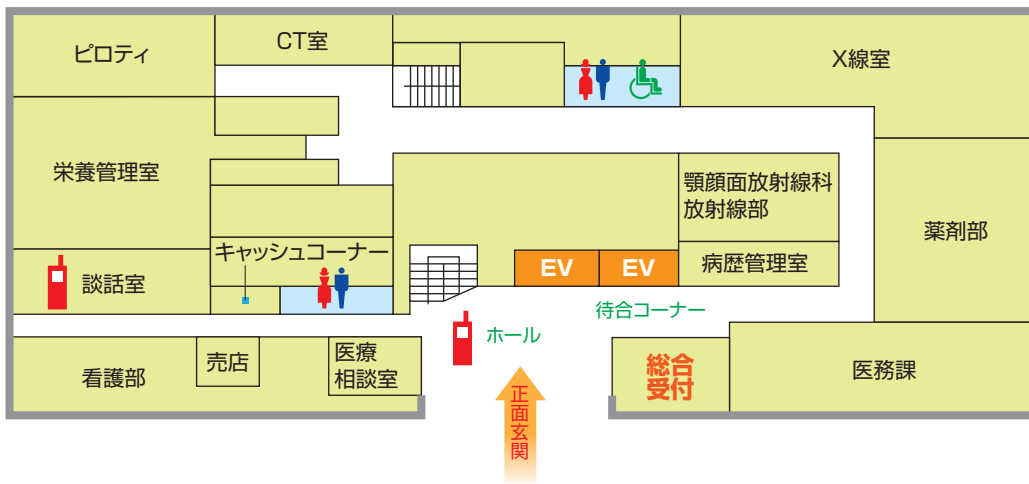 ピロティ
CT室
X線室
栄養管理室
顎顔面放射線科
放射線部
薬剤部
キャッシュコーナー
談話室
EV
EV
病歴管理室
待合コーナー
ホール
看護部
売店
医療
相談室
総合
受付
医務課
正面玄関